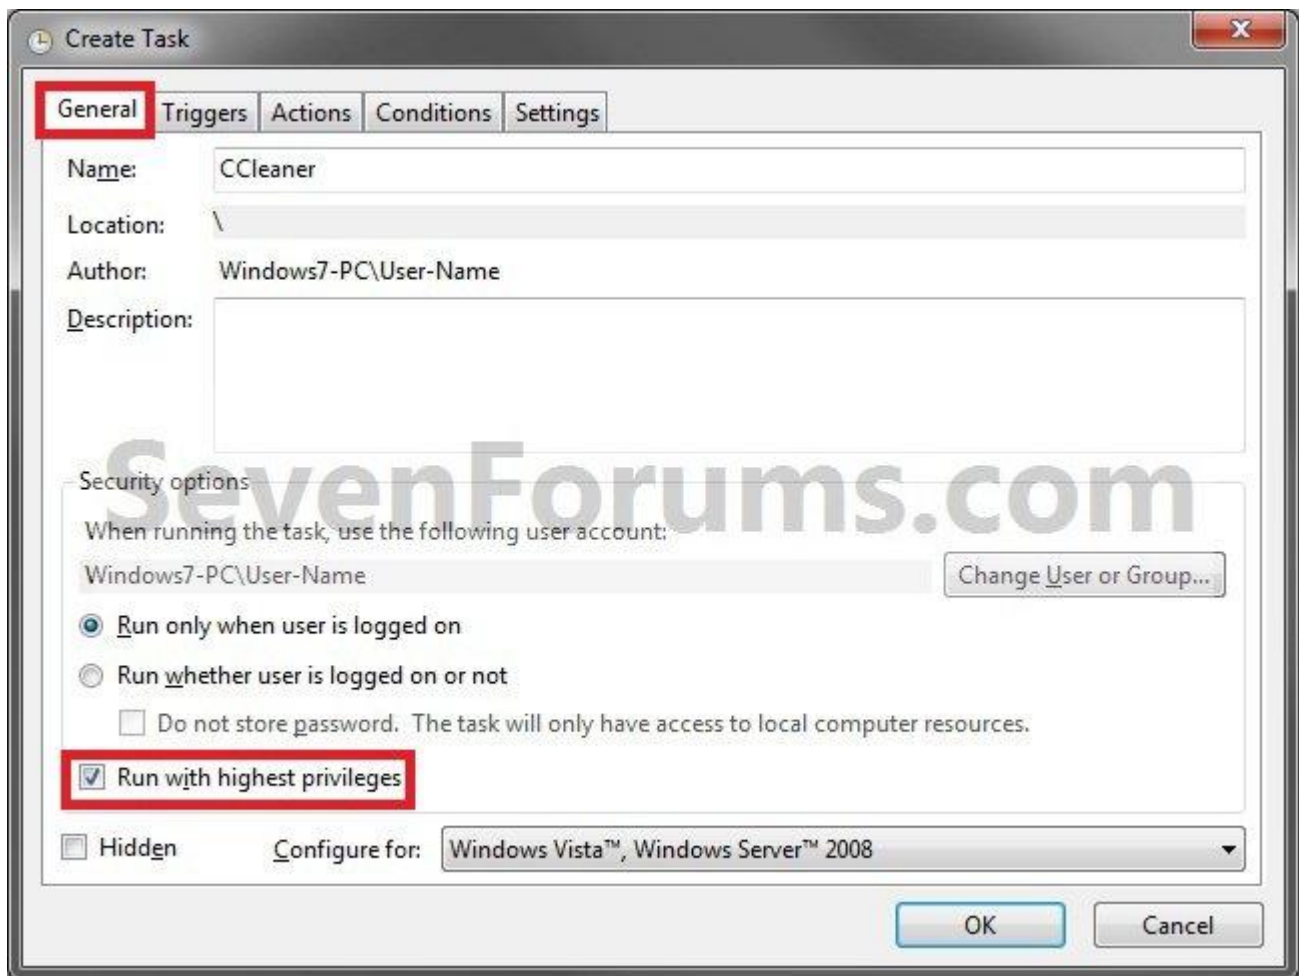 Create Task
General Triggers Actions Conditions Settings
Name: CCleaner
Location: \
Author: Windows7-PC\User-Name
Description:
SevenForums.com
Security options
When running the task, use the following user account:
Windows7-PC\User-Name Change User or Group...
Run only when user is logged on
Run whether user is logged on or not
Do not store password. The task will only have access to local computer resources.
Run with highest privileges
Hidden Configure for: Windows Vista™, Windows Server™ 2008
OK Cancel